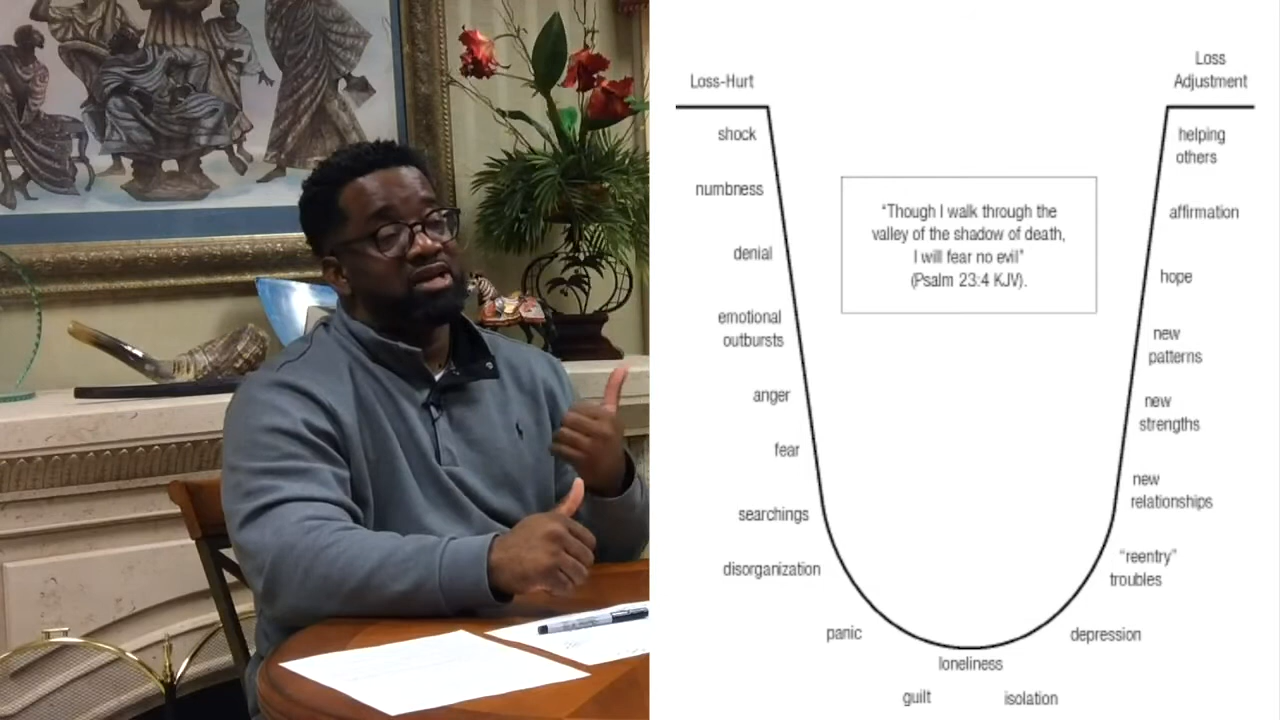 Loss-Hurt
shock
numbness
denial
emotional
outbursts
anger
fear
searchings
disorganization
panic
loneliness
guilt
isolation
depression
"reentry"
troubles
new
relationships
new
strengths
new
patterns
hope
affirmation
helping
others
Loss
Adjustment
"Though I walk through the
valley of the shadow of death,
I will fear no evil"
(Psalm 23:4 KJV).